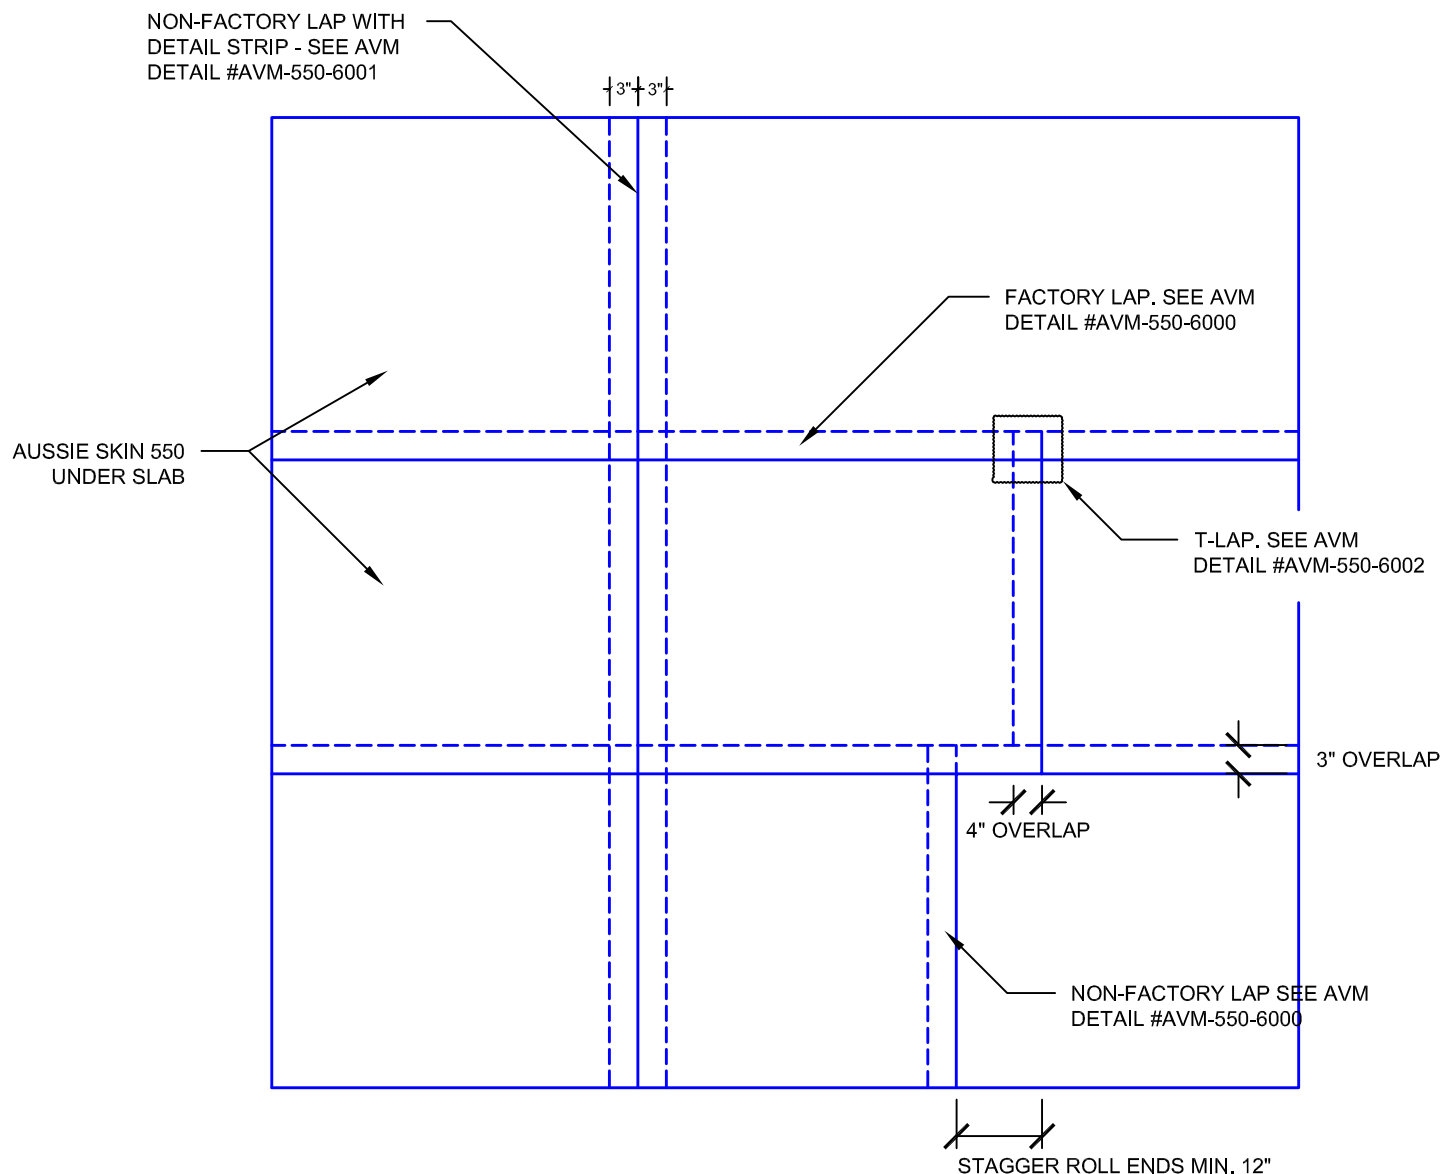 NON-FACTORY LAP WITH
DETAIL STRIP - SEE AVM
DETAIL #AVM-550-6001
3" 3"
FACTORY LAP. SEE AVM
DETAIL #AVM-550-6000
AUSSIE SKIN 550
UNDER SLAB
T-LAP. SEE AVM
DETAIL #AVM-550-6002
3" OVERLAP
4" OVERLAP
NON-FACTORY LAP SEE AVM
DETAIL #AVM-550-6000
STAGGER ROLL ENDS MIN. 12"